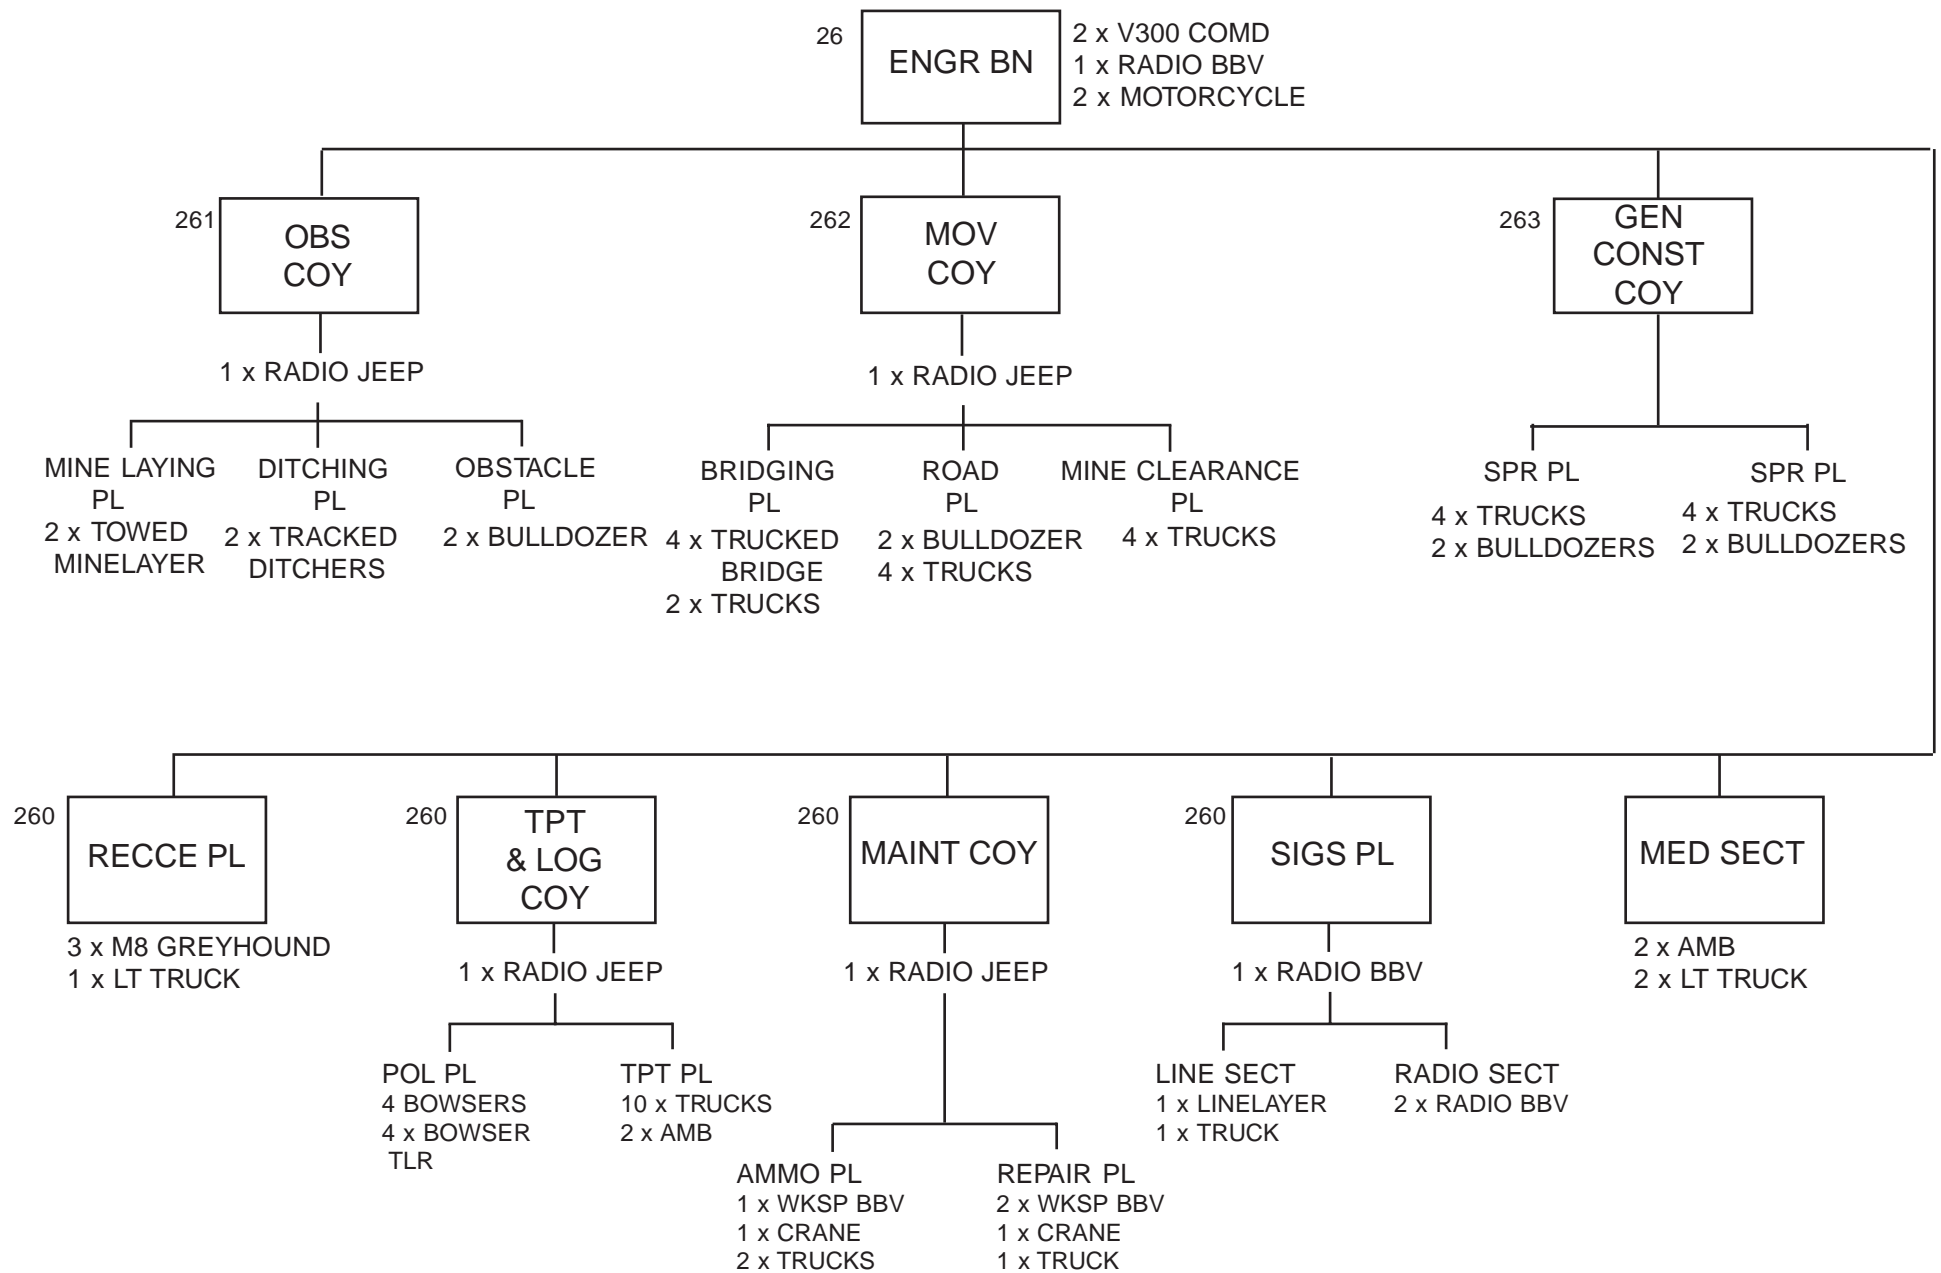 26
ENGR BN
2 x V300 COMD
1 x RADIO BBV
2 x MOTORCYCLE
261
OBS
COY
1 x RADIO JEEP
MINE LAYING
PL
2 x TOWED
MINELAYER
DITCHING
PL
2 x TRACKED
DITCHERS
OBSTACLE
PL
2 x BULLDOZER
262
MOV
COY
1 x RADIO JEEP
BRIDGING
PL
4 x TRUCKED
BRIDGE
2 x TRUCKS
ROAD
PL
2 x BULLDOZER
4 x TRUCKS
MINE CLEARANCE
PL
4 x TRUCKS
263
GEN
CONST
COY
SPR PL
4 x TRUCKS
2 x BULLDOZERS
SPR PL
4 x TRUCKS
2 x BULLDOZERS
260
RECCE PL
3 x M8 GREYHOUND
1 x LT TRUCK
260
TPT
& LOG
COY
1 x RADIO JEEP
POL PL
4 BOWSERS
4 x BOWSER
TLR
TPT PL
10 x TRUCKS
2 x AMB
260
MAINT COY
1 x RADIO JEEP
AMMO PL
1 x WKSP BBV
1 x CRANE
2 x TRUCKS
REPAIR PL
2 x WKSP BBV
1 x CRANE
1 x TRUCK
260
SIGS PL
1 x RADIO BBV
LINE SECT
1 x LINELAYER
1 x TRUCK
RADIO SECT
2 x RADIO BBV
MED SECT
2 x AMB
2 x LT TRUCK